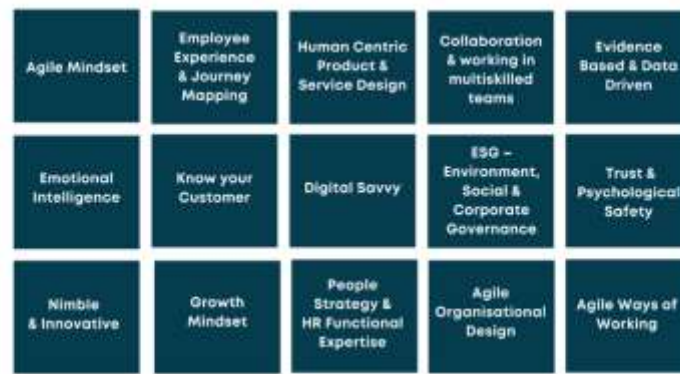 Agile Mindset
Employee
Experience
& Journey
Mapping
Human Centric
Product &
Service Design
Collaboration
& working in
multiskilled
teams
Evidence
Based & Data
Driven
Emotional
Intelligence
Know your
Customer
Digital Savvy
ESG –
Environment,
Social &
Corporate
Governance
Trust &
Psychological
Safety
Nimble
& Innovative
Growth
Mindset
People
Strategy &
HR Functional
Expertise
Agile
Organisational
Design
Agile Ways of
Working